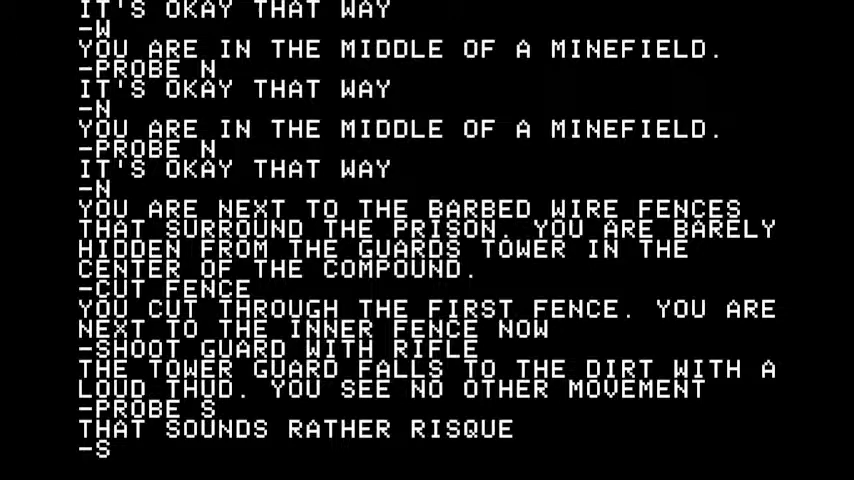 IT'S OKAY THAT WAY
-W
YOU ARE IN THE MIDDLE OF A MINEFIELD.
-PROBE N
IT'S OKAY THAT WAY
-N
YOU ARE IN THE MIDDLE OF A MINEFIELD.
-PROBE N
IT'S OKAY THAT WAY
-N
YOU ARE NEXT TO THE BARBED WIRE FENCES
THAT SURROUND THE PRISON. YOU ARE BARELY
HIDDEN FROM THE GUARDS TOWER IN THE
CENTER OF THE COMPOUND.
-CUT FENCE
YOU CUT THROUGH THE FIRST FENCE. YOU ARE
NEXT TO THE INNER FENCE NOW
-SHOOT GUARD WITH RIFLE
THE TOWER GUARD FALLS TO THE DIRT WITH A
LOUD THUD. YOU SEE NO OTHER MOVEMENT
-PROBE S
THAT SOUNDS RATHER RISQUE
-S